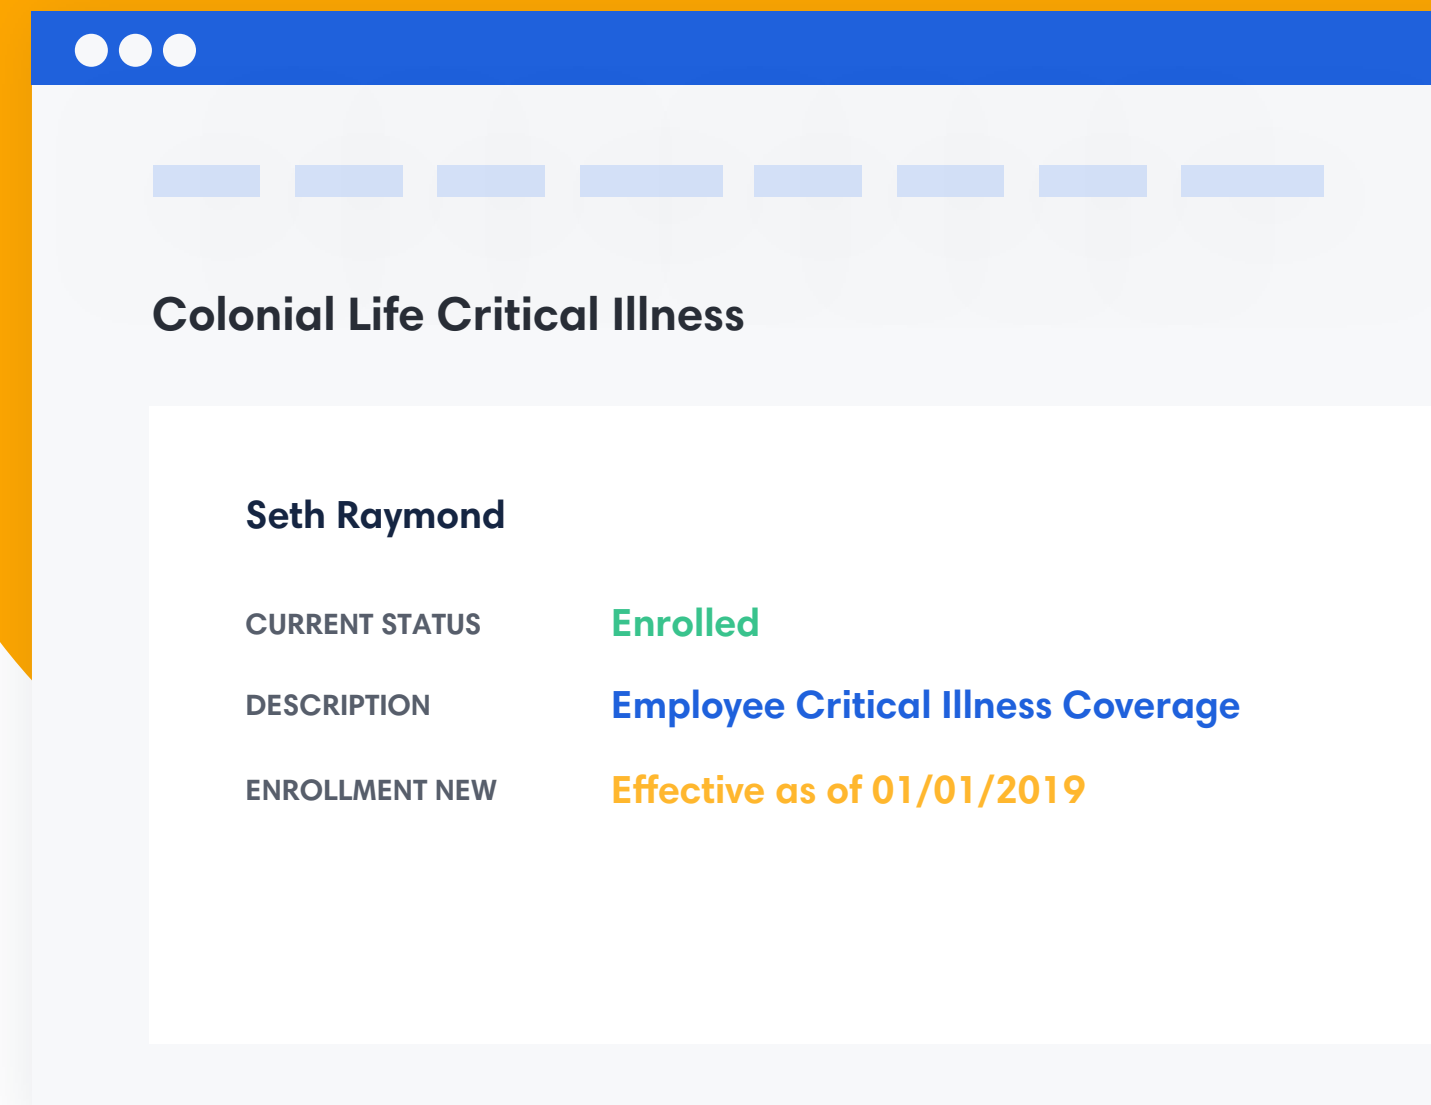 Colonial Life Critical Illness
Seth Raymond
CURRENT STATUS Enrolled
DESCRIPTION Employee Critical Illness Coverage
ENROLLMENT NEW Effective as of 01/01/2019